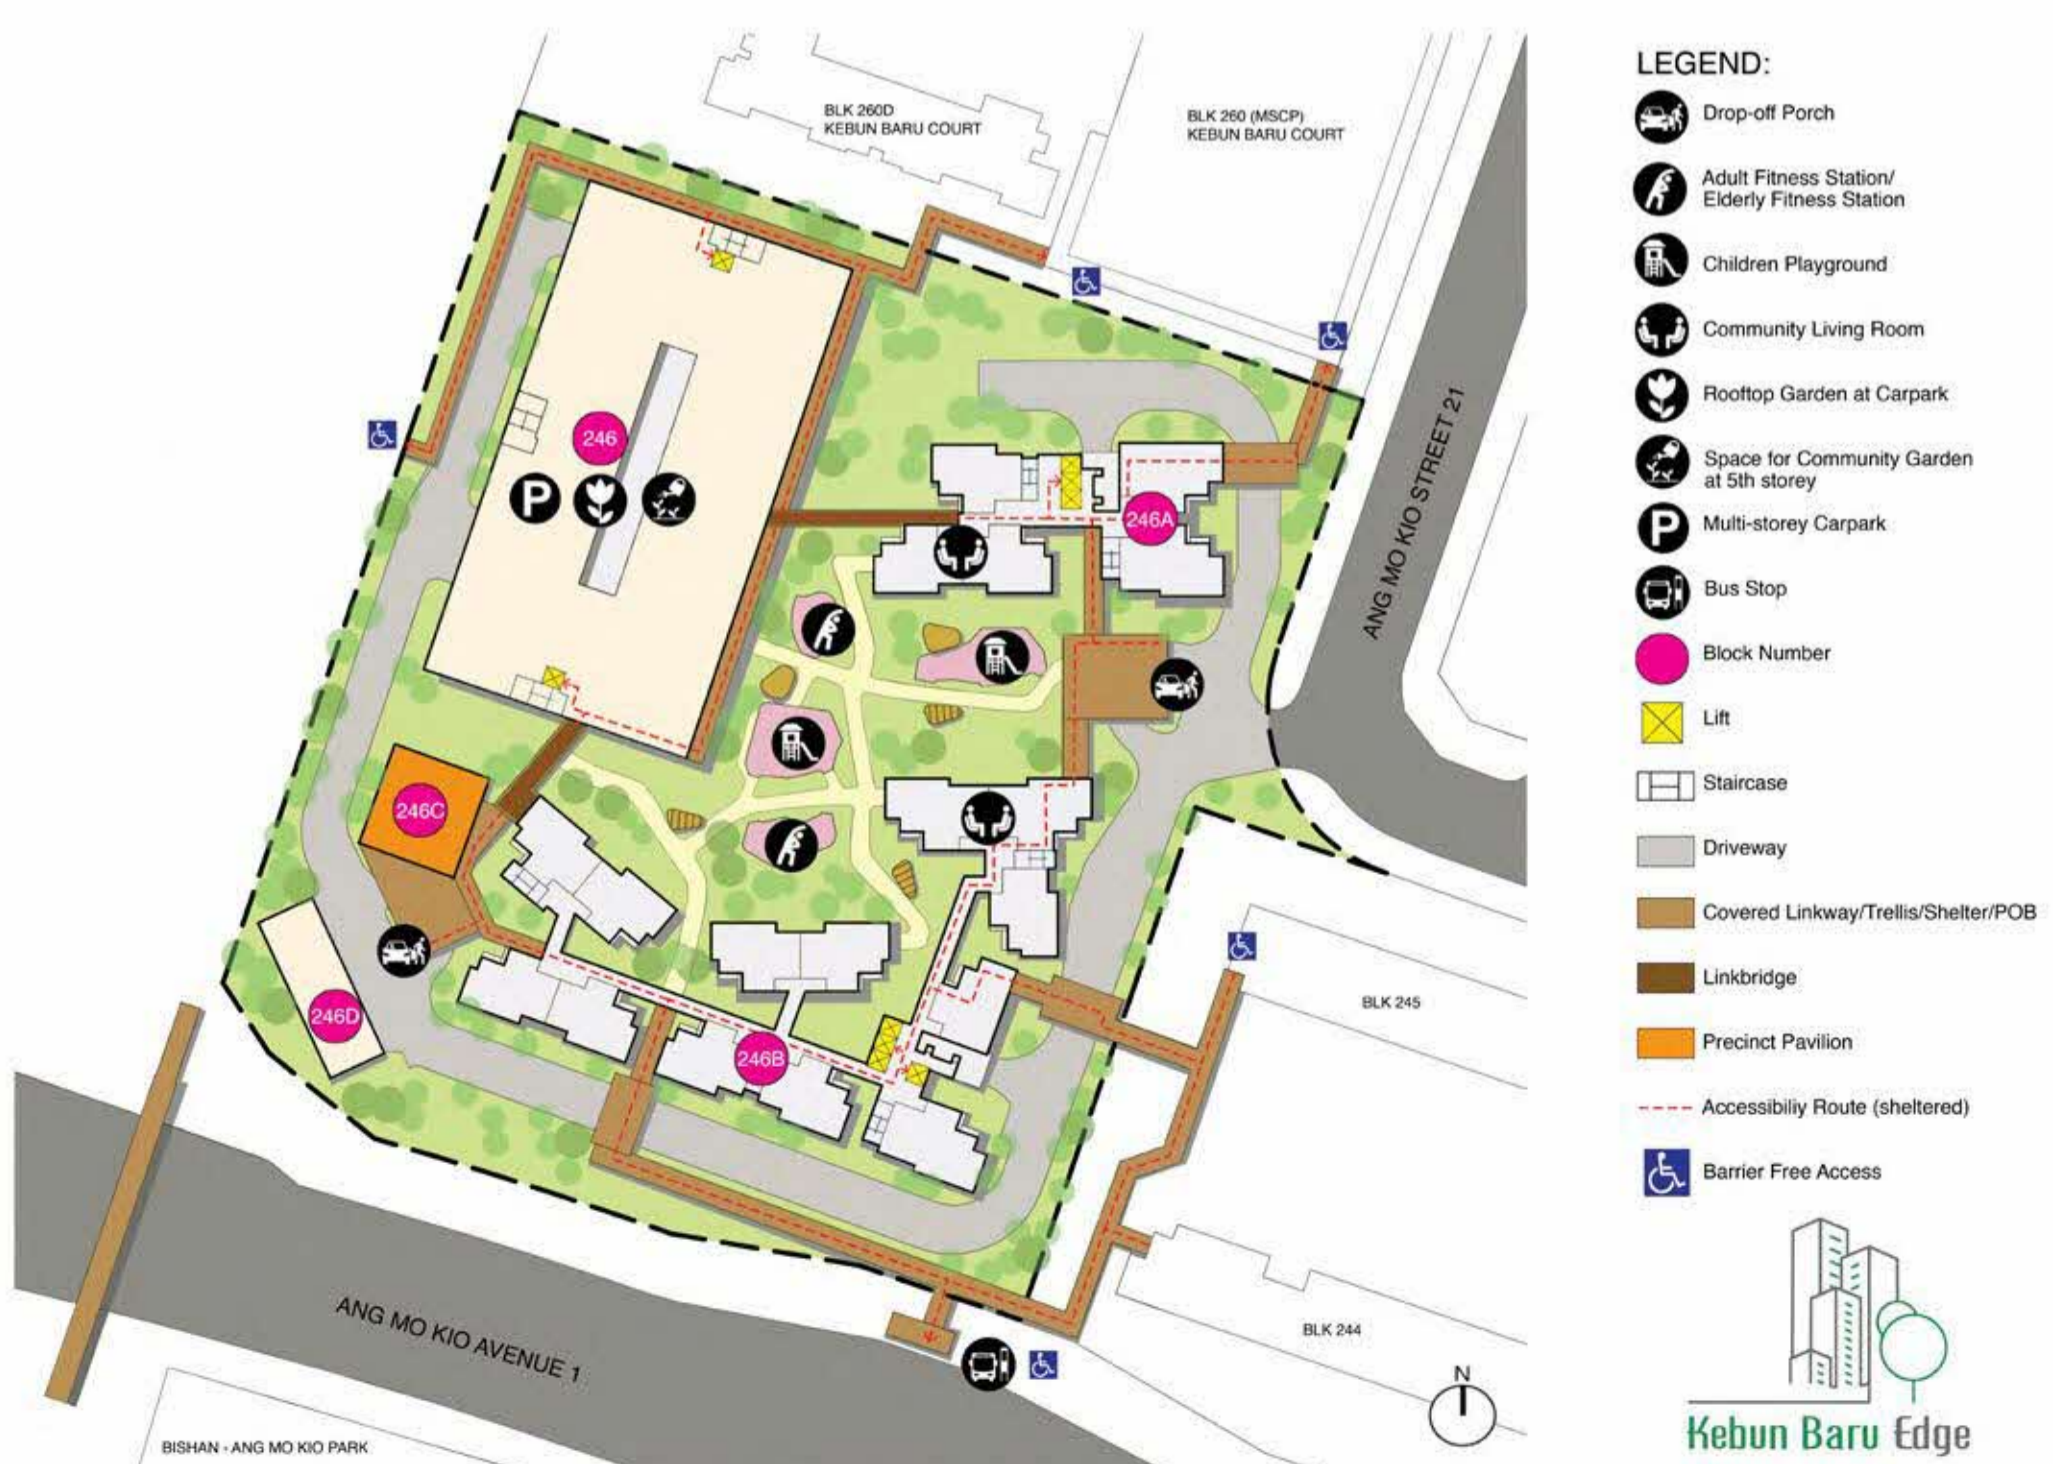 BLK 260D
KEBUN BARU COURT
BLK 260 (MSCP)
KEBUN BARU COURT
ANG MO KIO STREET 21
246
P
246A
246C
246D
246B
BLK 245
BLK 244
ANG MO KIO AVENUE 1
BISHAN - ANG MO KIO PARK
N
LEGEND:
Drop-off Porch
Adult Fitness Station/
Elderly Fitness Station
Children Playground
Community Living Room
Rooftop Garden at Carpark
Space for Community Garden
at 5th storey
P
Multi-storey Carpark
Bus Stop
Block Number
Lift
Staircase
Driveway
Covered Linkway/Trellis/Shelter/POB
Linkbridge
Precinct Pavilion
Accessibiliy Route (sheltered)
Barrier Free Access
Kebun Baru Edge